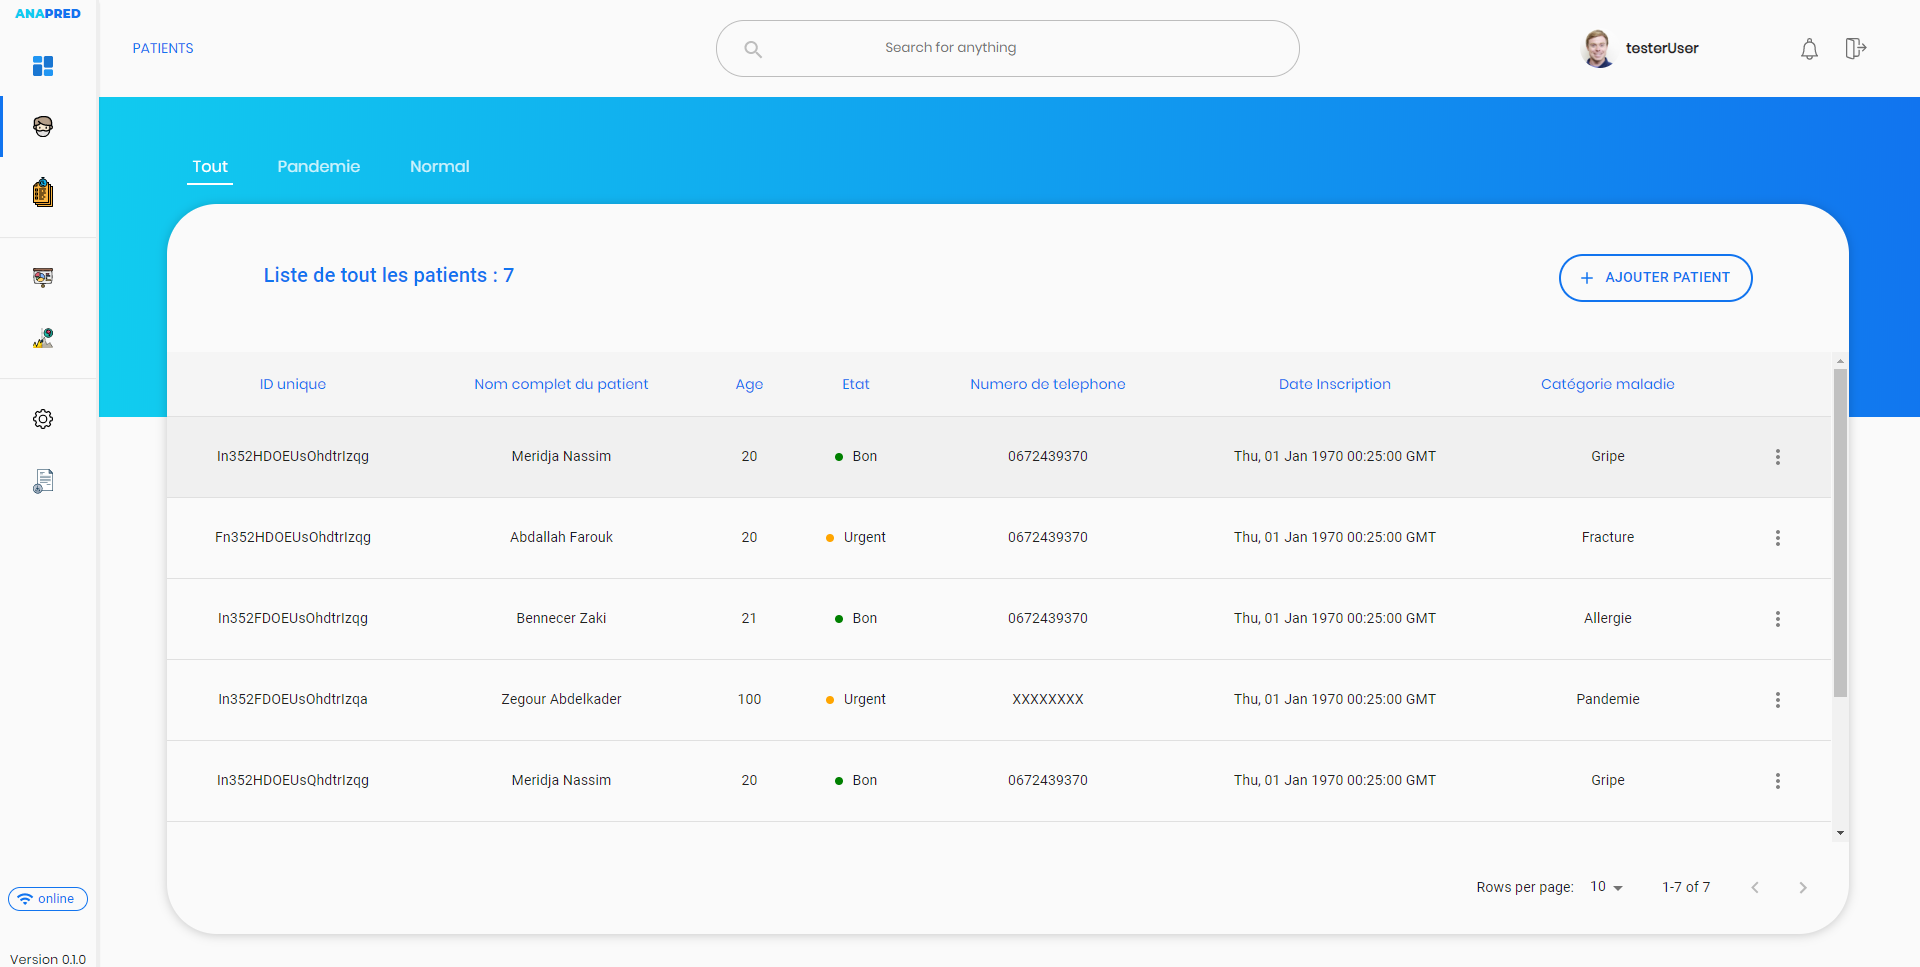 ANAPRED
PATIENTS
Search for anything
testerUser
Tout Pandemie Normal
Liste de tout les patients : 7
+ AJOUTER PATIENT
ID unique Nom complet du patient Age Etat Numero de telephone Date Inscription Catégorie maladie
In352HDOEUsOhdtrIzqg Meridja Nassim 20 Bon 0672439370 Thu, 01 Jan 1970 00:25:00 GMT Gripe
Fn352HDOEUsOhdtrIzqg Abdallah Farouk 20 Urgent 0672439370 Thu, 01 Jan 1970 00:25:00 GMT Fracture
In352FDOEUsOhdtrIzqg Bennecer Zaki 21 Bon 0672439370 Thu, 01 Jan 1970 00:25:00 GMT Allergie
In352FDOEUsOhdtrIzqa Zegour Abdelkader 100 Urgent XXXXXXXX Thu, 01 Jan 1970 00:25:00 GMT Pandemie
In352HDOEUsQhdtrIzqg Meridja Nassim 20 Bon 0672439370 Thu, 01 Jan 1970 00:25:00 GMT Gripe
Rows per page: 10 1-7 of 7
online
Version 0.1.0